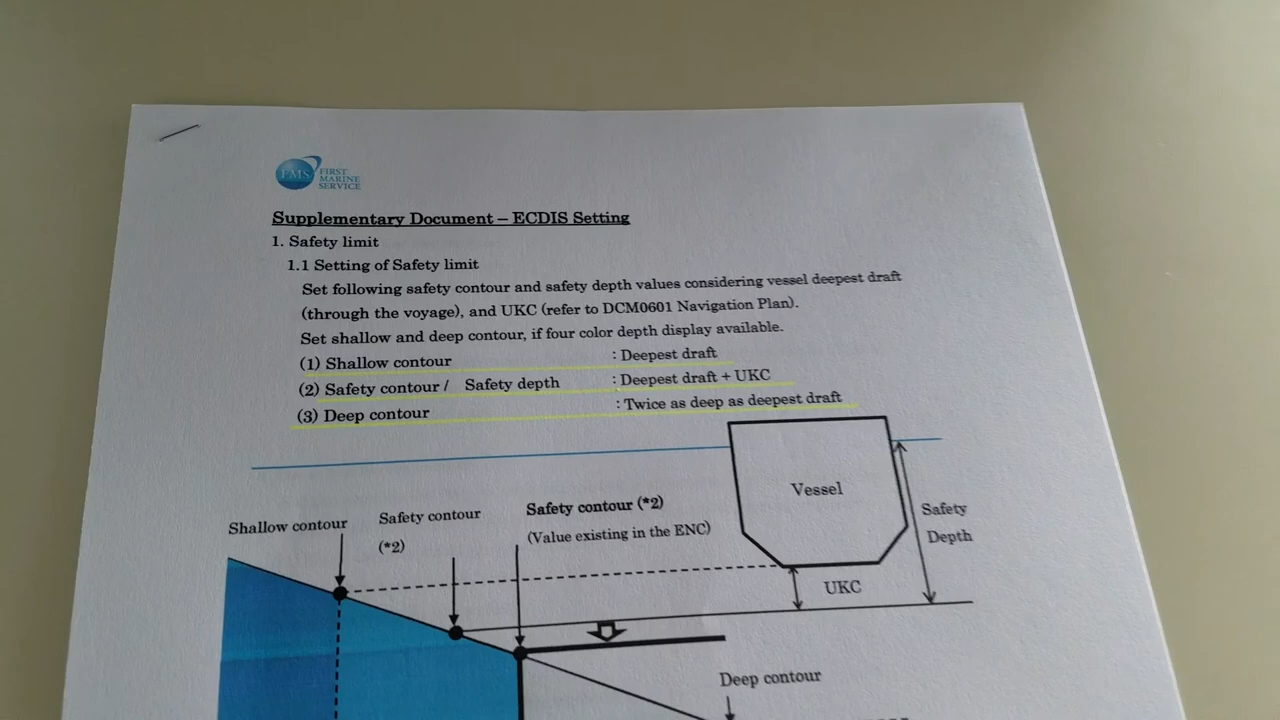 FMS
FIRST
MARINE
SERVICE
Supplementary Document – ECDIS Setting
1. Safety limit
1.1 Setting of Safety limit
Set following safety contour and safety depth values considering vessel deepest draft
(through the voyage), and UKC (refer to DCM0601 Navigation Plan).
Set shallow and deep contour, if four color depth display available.
(1) Shallow contour : Deepest draft
(2) Safety contour / Safety depth : Deepest draft + UKC
(3) Deep contour : Twice as deep as deepest draft
Vessel
Shallow contour
Safety contour
(*2)
Safety contour (*2)
(Value existing in the ENC)
Safety
Depth
UKC
Deep contour